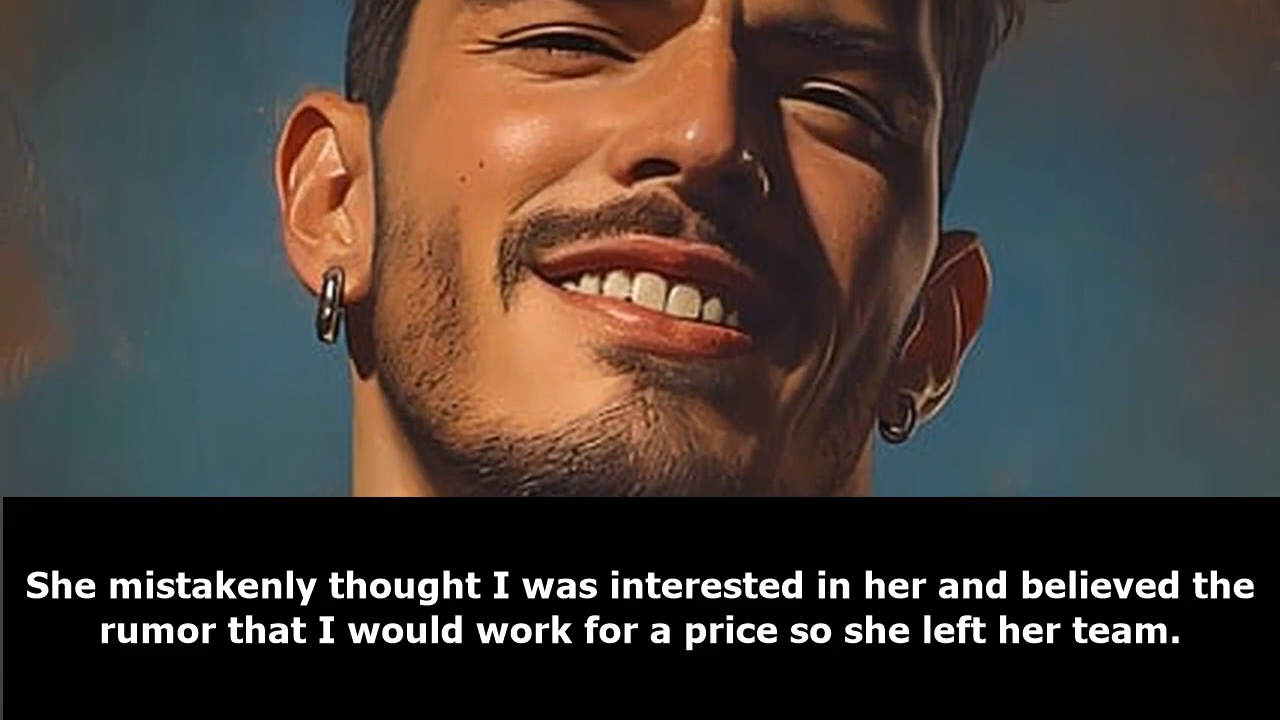 She mistakenly thought I was interested in her and believed the
rumor that I would work for a price so she left her team.